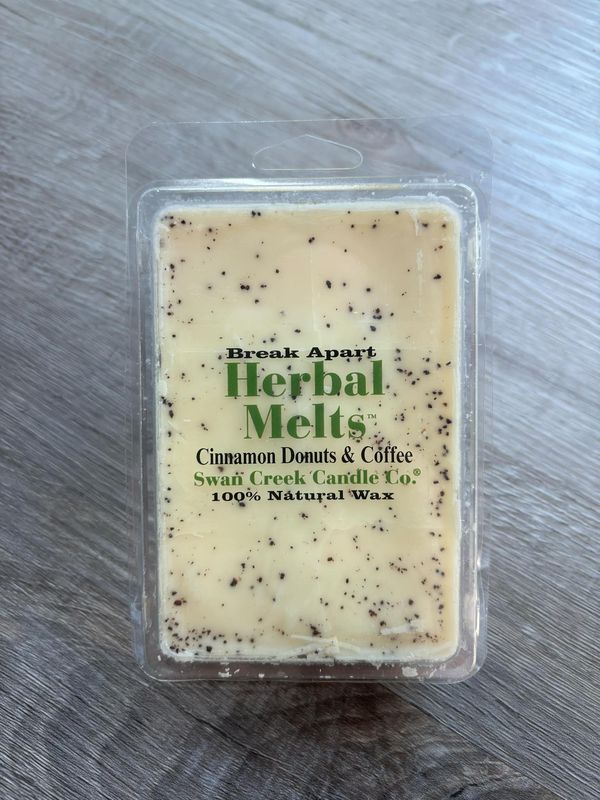 Break Apart
Herbal
Melts™
Cinnamon Donuts & Coffee
Swan Creek Candle Co.®
100% Natural Wax